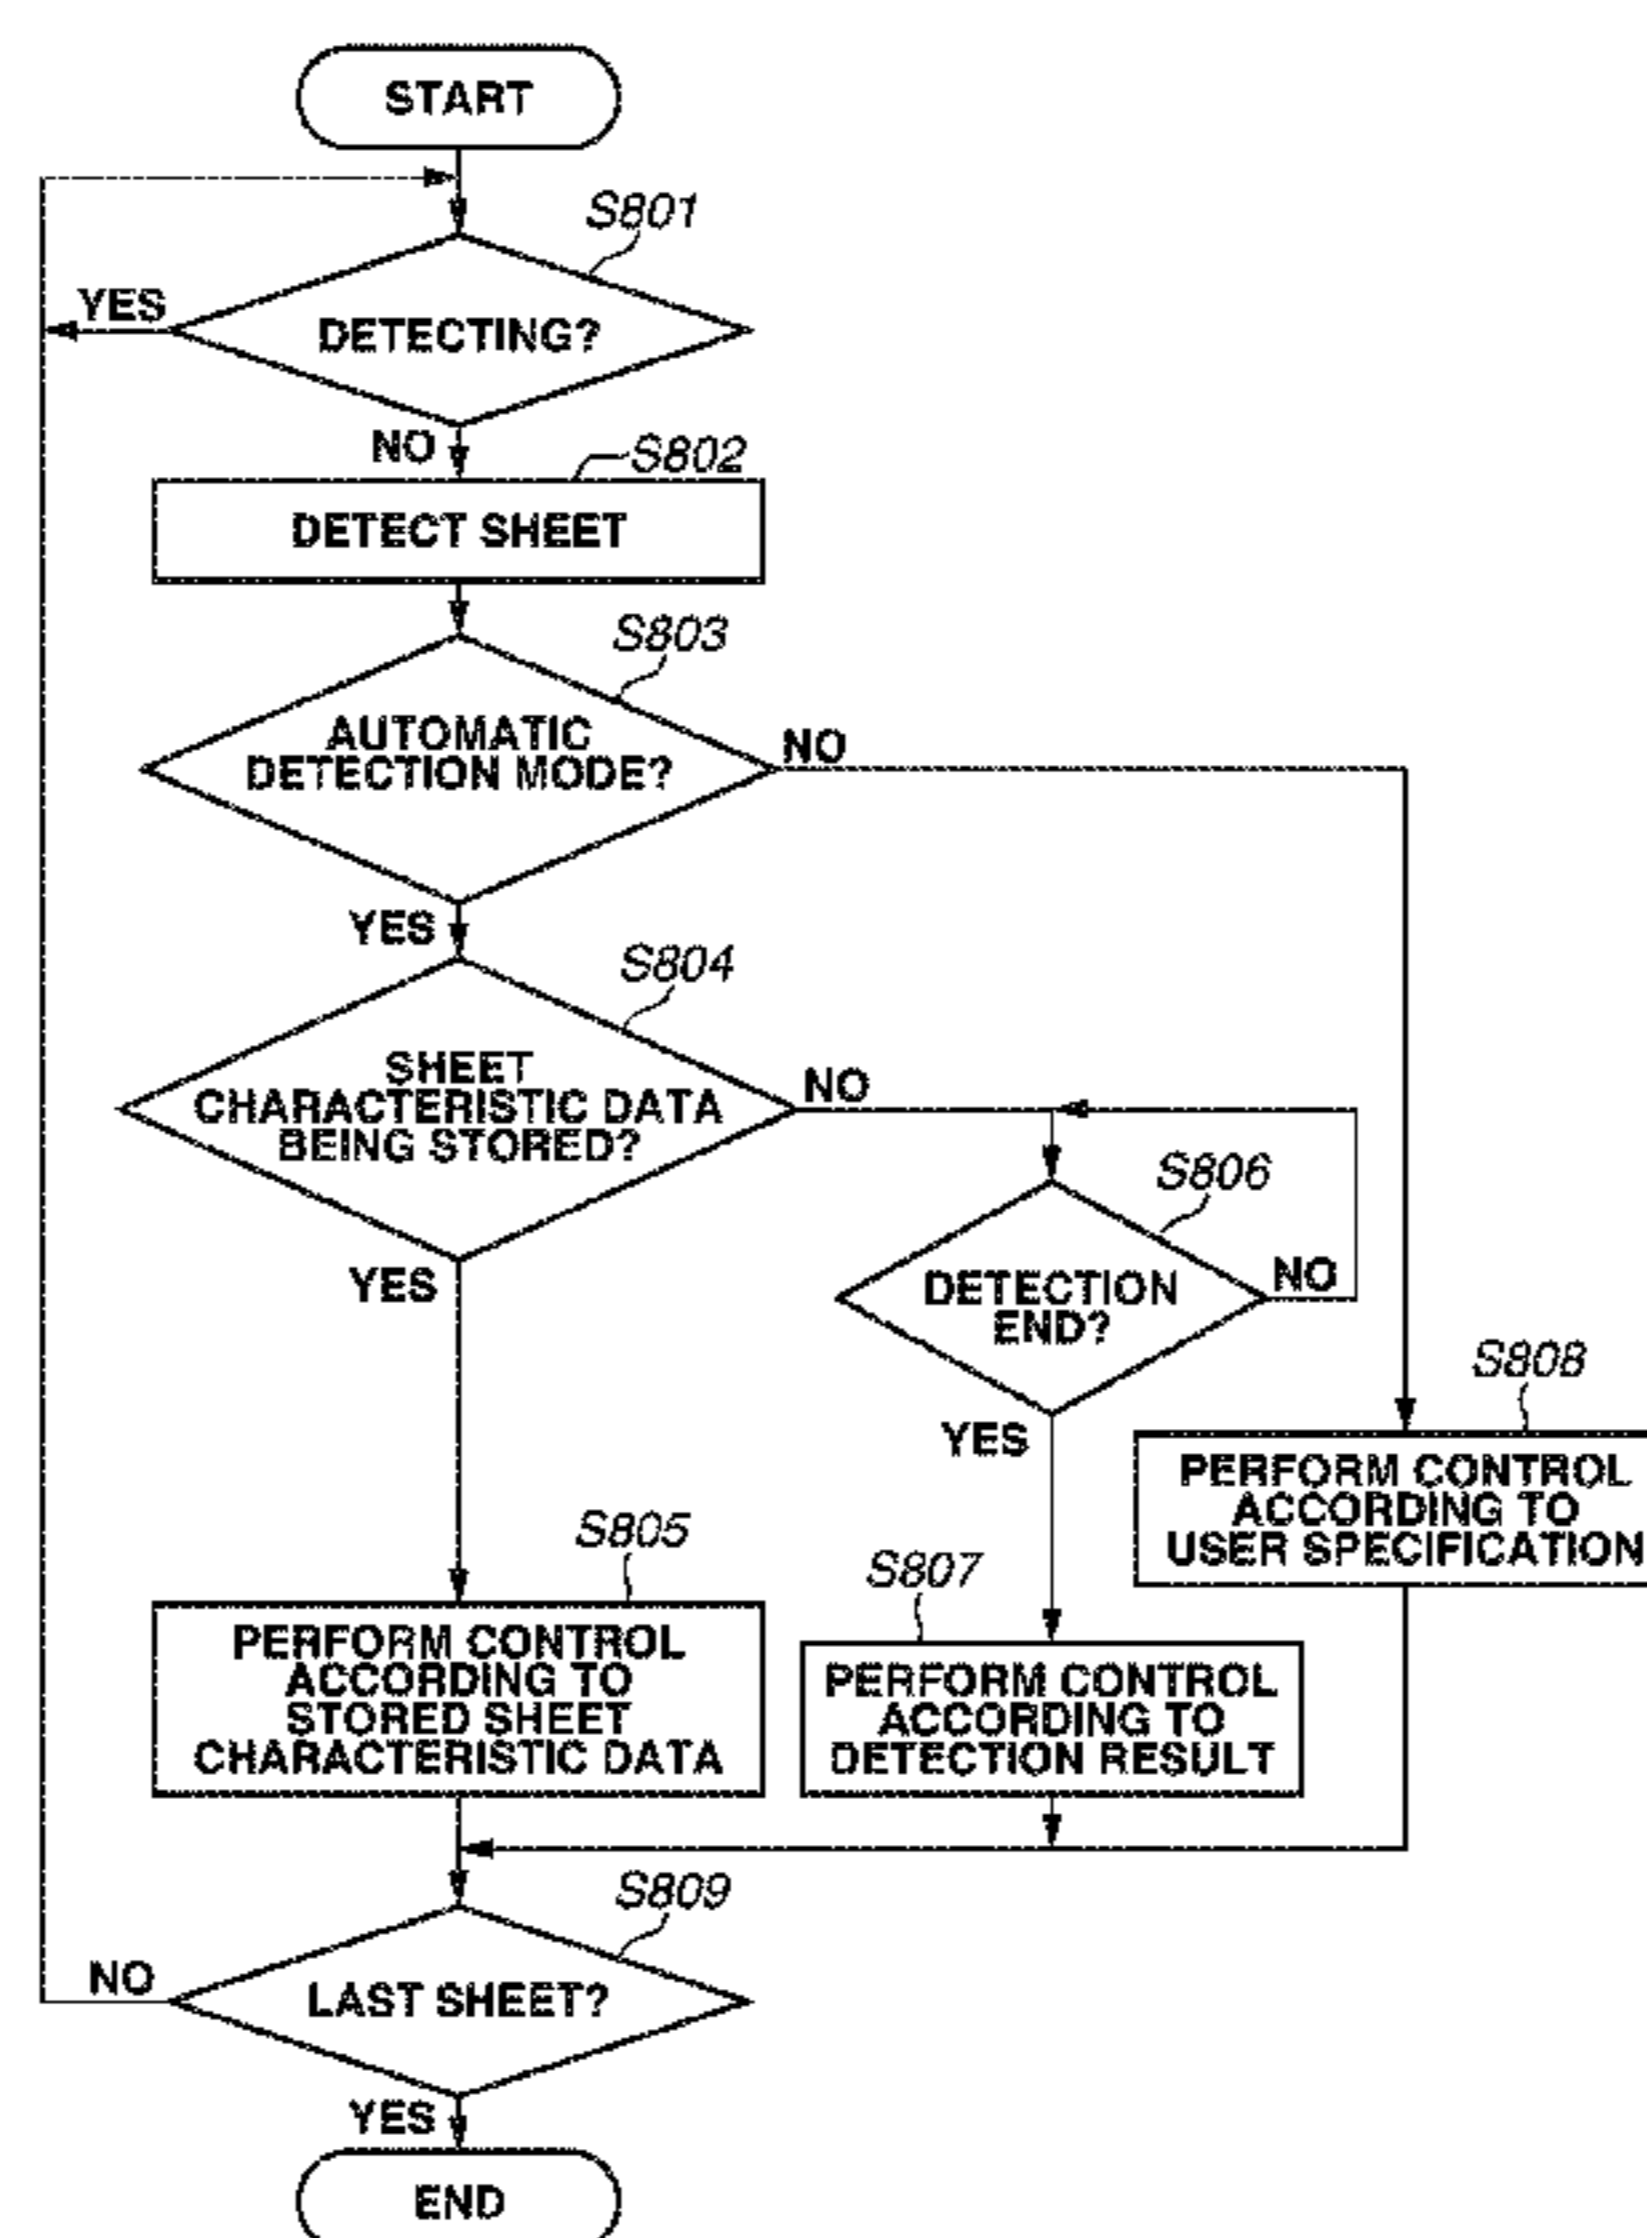 START
S801
YES
DETECTING?
NO
S802
DETECT SHEET
S803
AUTOMATIC
DETECTION MODE?
NO
YES
S804
SHEET
CHARACTERISTIC DATA
BEING STORED?
NO
YES
S806
DETECTION
END?
NO
YES
S808
PERFORM CONTROL
ACCORDING TO
USER SPECIFICATION
S805
PERFORM CONTROL
ACCORDING TO
STORED SHEET
CHARACTERISTIC DATA
S807
PERFORM CONTROL
ACCORDING TO
DETECTION RESULT
S809
NO
LAST SHEET?
YES
END